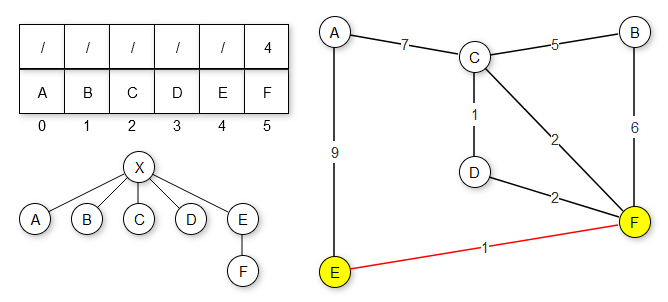 / / / / / 4
A B C D E F
0 1 2 3 4 5
X
A B C D E
F
A B
7 5
C
9 1 2 6
D
2
F
1
E